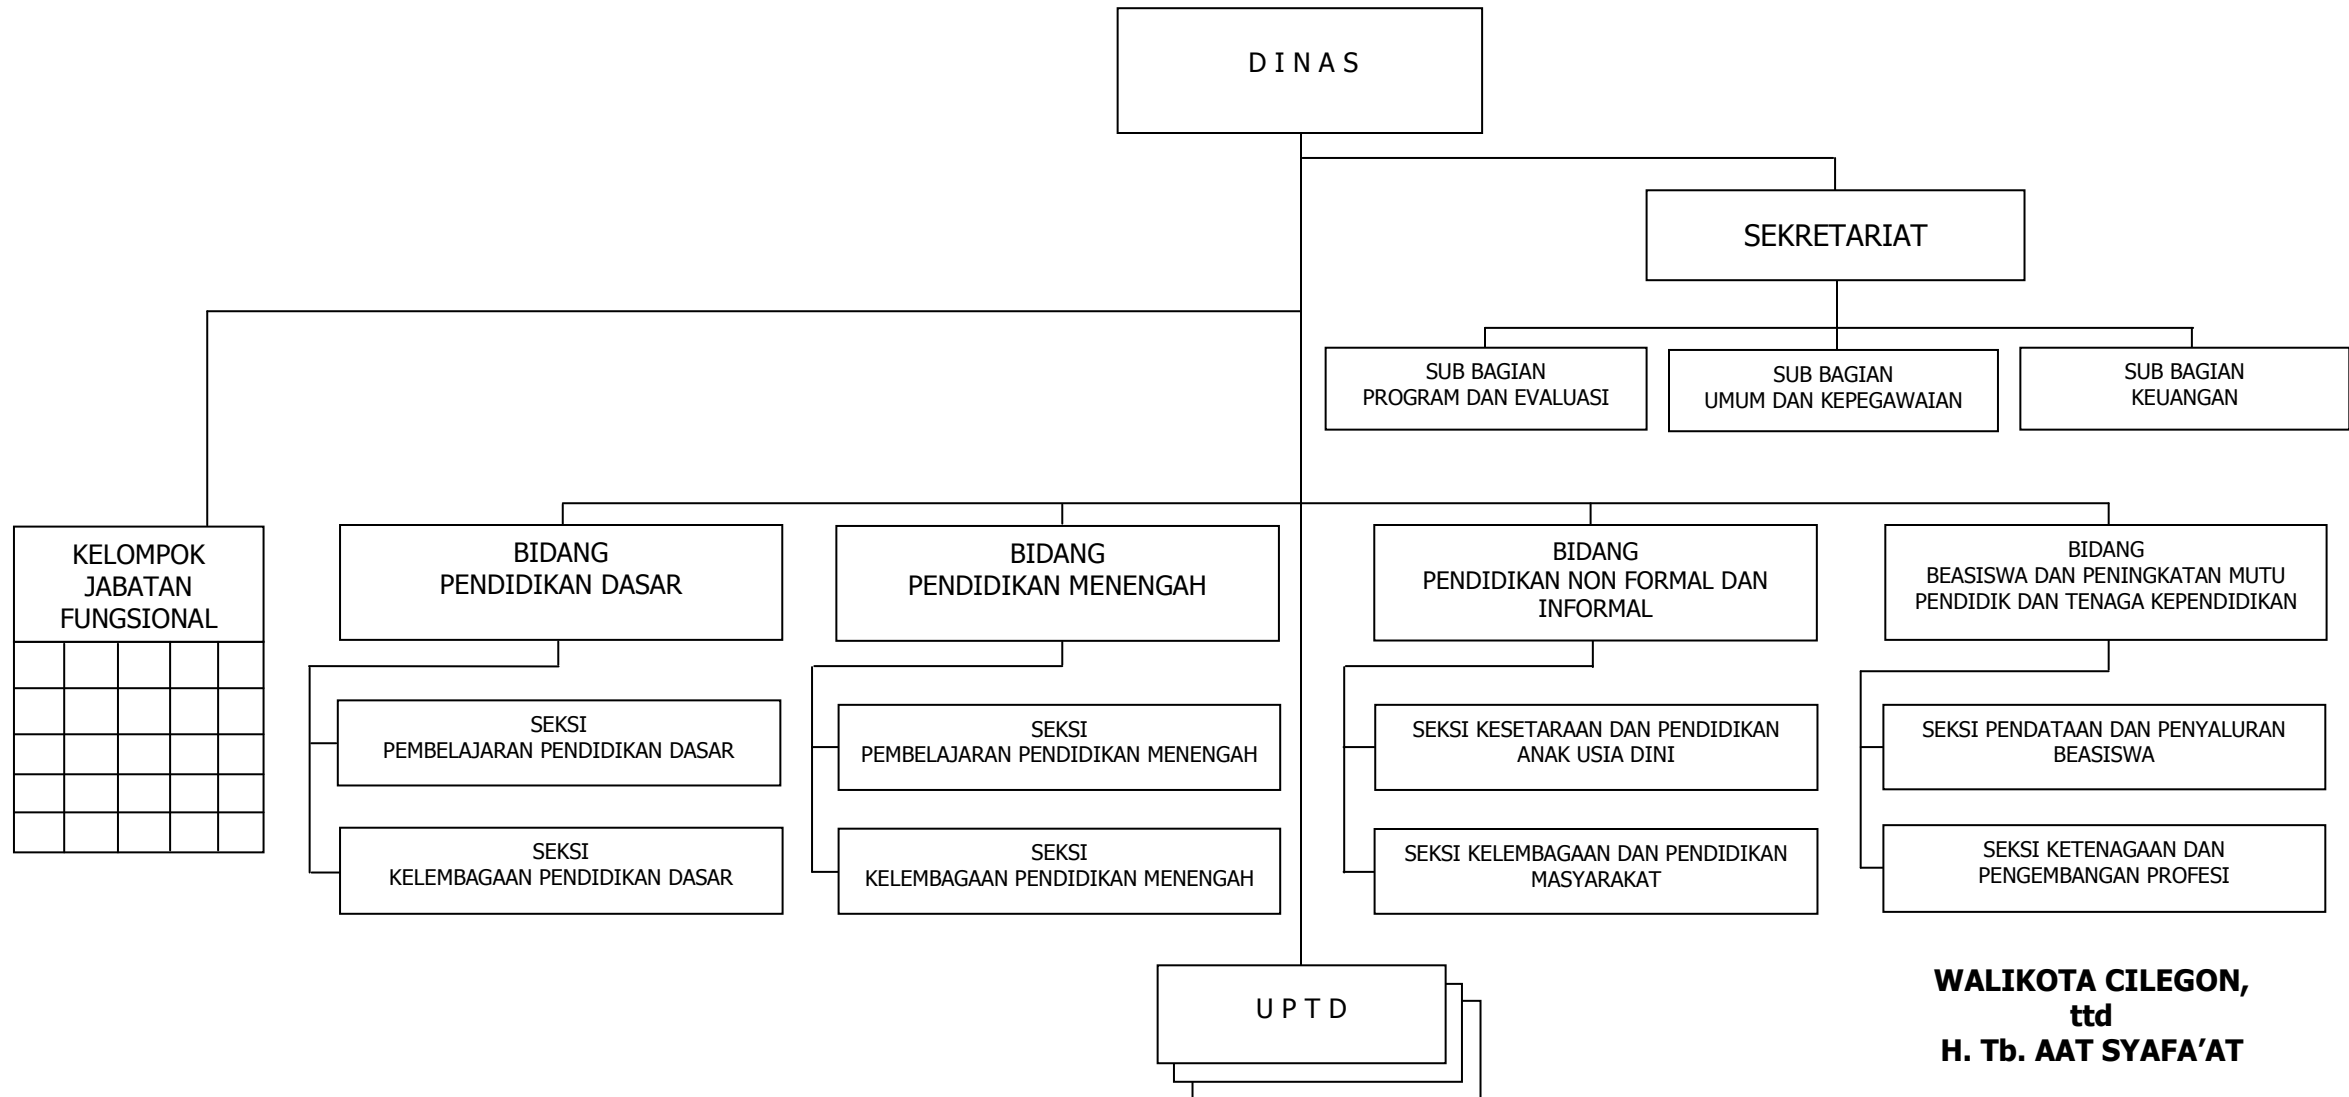 D I N A S
SEKRETARIAT
SUB BAGIAN
PROGRAM DAN EVALUASI
SUB BAGIAN
UMUM DAN KEPEGAWAIAN
SUB BAGIAN
KEUANGAN
KELOMPOK
JABATAN
FUNGSIONAL
BIDANG
PENDIDIKAN DASAR
BIDANG
PENDIDIKAN MENENGAH
BIDANG
PENDIDIKAN NON FORMAL DAN
INFORMAL
BIDANG
BEASISWA DAN PENINGKATAN MUTU
PENDIDIK DAN TENAGA KEPENDIDIKAN
SEKSI
PEMBELAJARAN PENDIDIKAN DASAR
SEKSI
PEMBELAJARAN PENDIDIKAN MENENGAH
SEKSI KESETARAAN DAN PENDIDIKAN
ANAK USIA DINI
SEKSI PENDATAAN DAN PENYALURAN
BEASISWA
SEKSI
KELEMBAGAAN PENDIDIKAN DASAR
SEKSI
KELEMBAGAAN PENDIDIKAN MENENGAH
SEKSI KELEMBAGAAN DAN PENDIDIKAN
MASYARAKAT
SEKSI KETENAGAAN DAN
PENGEMBANGAN PROFESI
U P T D
WALIKOTA CILEGON,
ttd
H. Tb. AAT SYAFA’AT